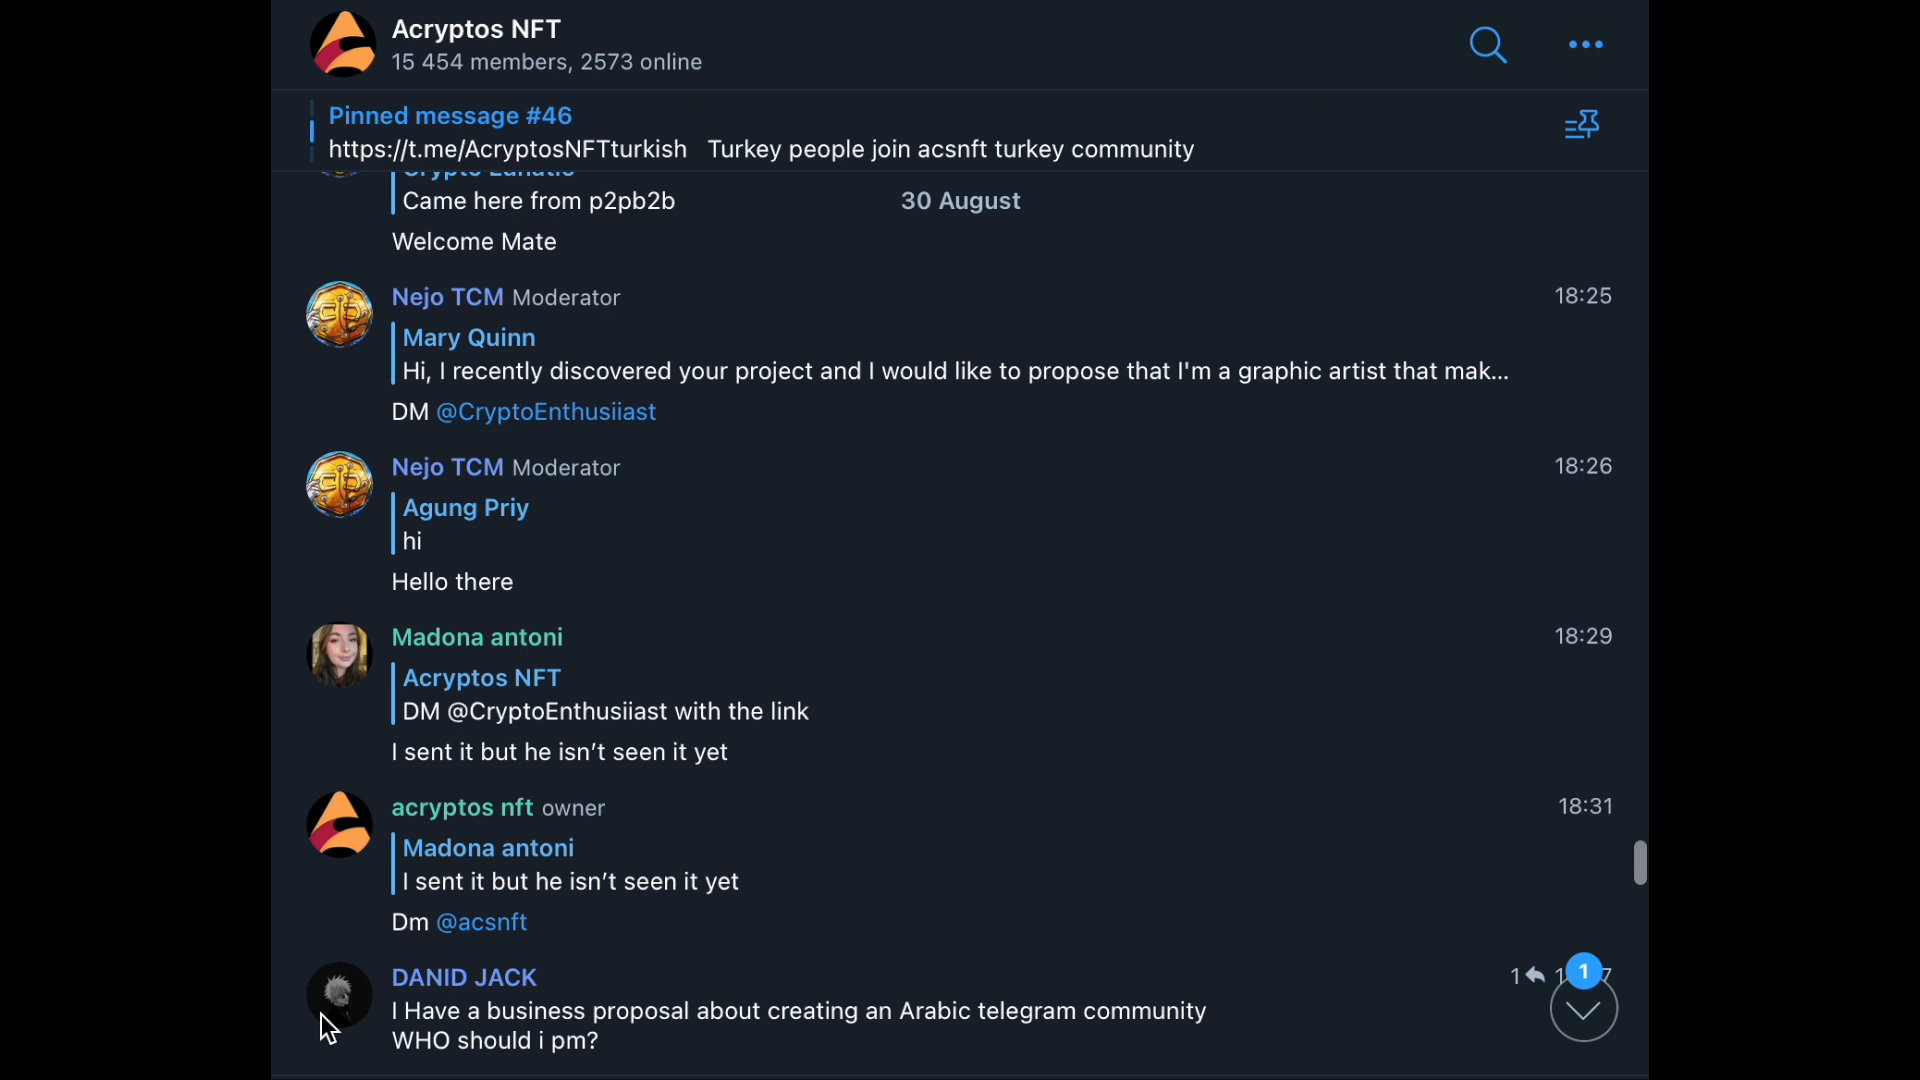 Acryptos NFT
15 454 members, 2573 online
Pinned message #46
https://t.me/AcryptosNFTturkish Turkey people join acsnft turkey community
Crypto Lunatic
Came here from p2pb2b
30 August
Welcome Mate
Nejo TCM Moderator 18:25
Mary Quinn
Hi, I recently discovered your project and I would like to propose that I'm a graphic artist that mak...
DM @CryptoEnthusiiast
Nejo TCM Moderator 18:26
Agung Priy
hi
Hello there
Madona antoni 18:29
Acryptos NFT
DM @CryptoEnthusiiast with the link
I sent it but he isn't seen it yet
acryptos nft owner 18:31
Madona antoni
I sent it but he isn't seen it yet
Dm @acsnft
DANID JACK 1
1
I Have a business proposal about creating an Arabic telegram community
WHO should i pm?